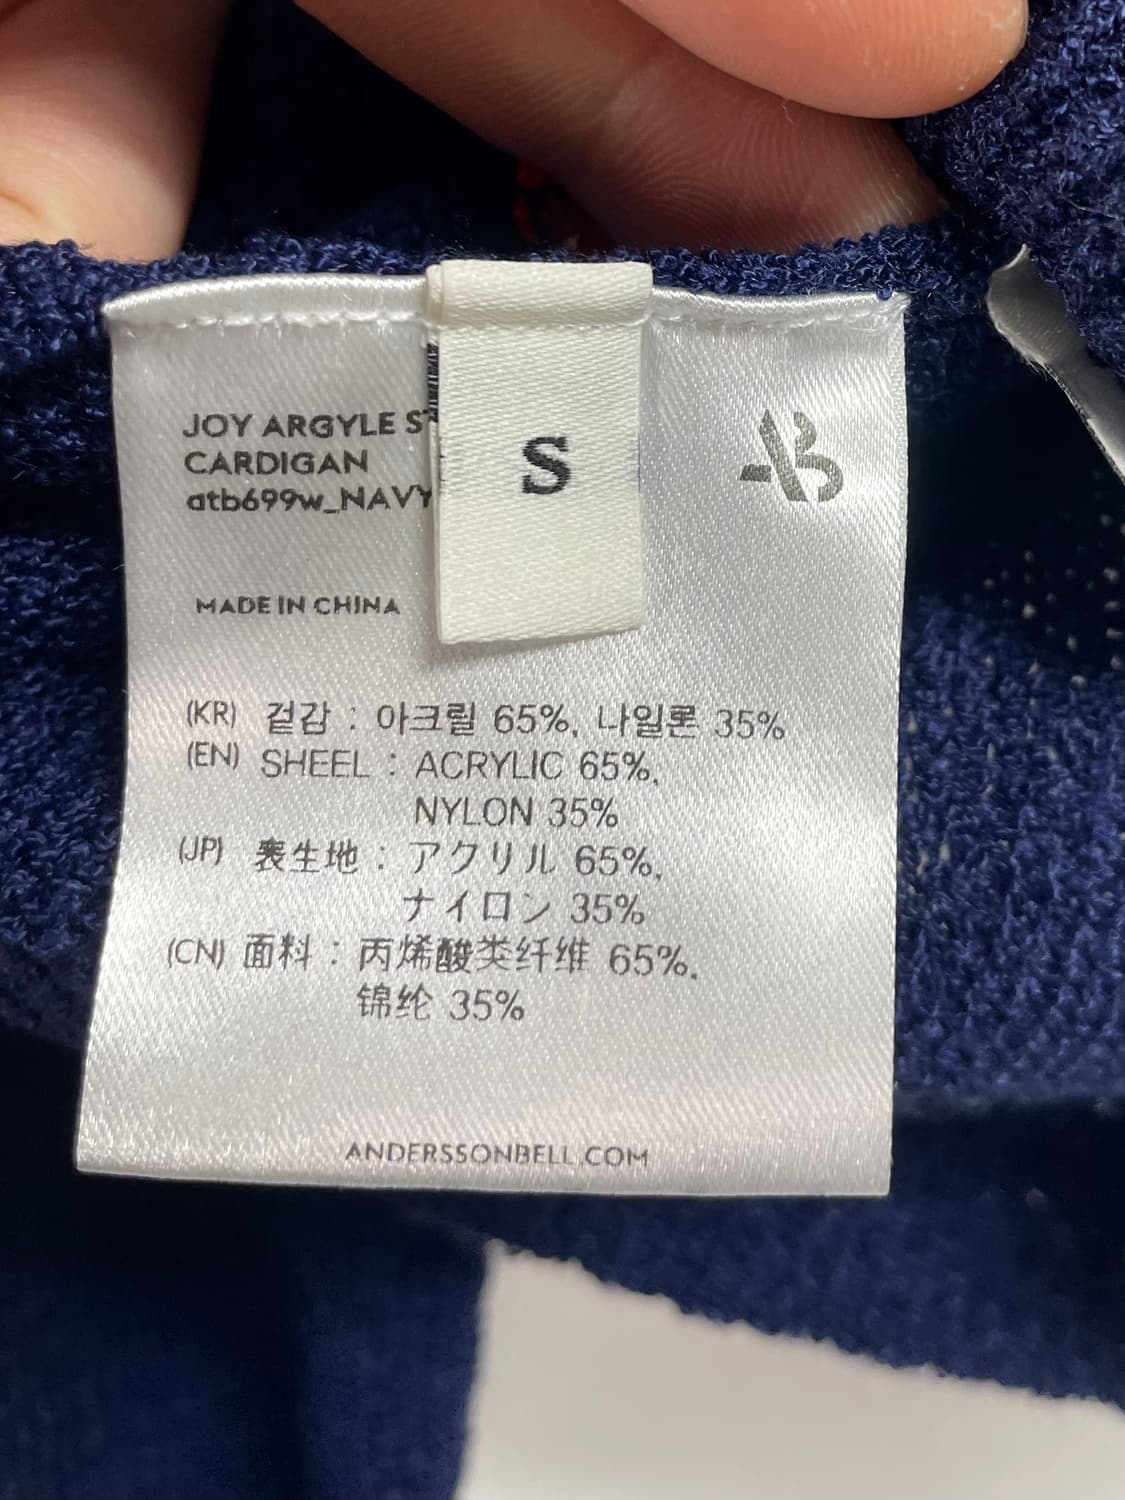 JOY ARGYLE
CARDIGAN
atb699w_NAVY
S
MADE IN CHINA
(KR) 겉감 : 아크릴 65%, 나일론 35%
(EN) SHEEL : ACRYLIC 65%,
NYLON 35%
(JP) 表生地 : アクリル 65%,
ナイロン 35%
(CN) 面料 : 丙烯酸类纤维 65%,
锦纶 35%
ANDERSSONBELL.COM